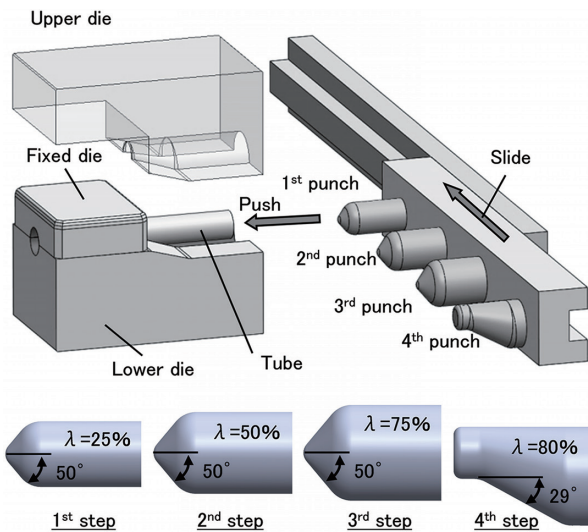 Upper die
Fixed die
Slide
1st punch
Push
2nd punch
3rd punch
4th punch
Tube
Lower die
λ=25%
50°
1st step
λ=50%
50°
2nd step
λ=75%
50°
3rd step
λ=80%
29°
4th step